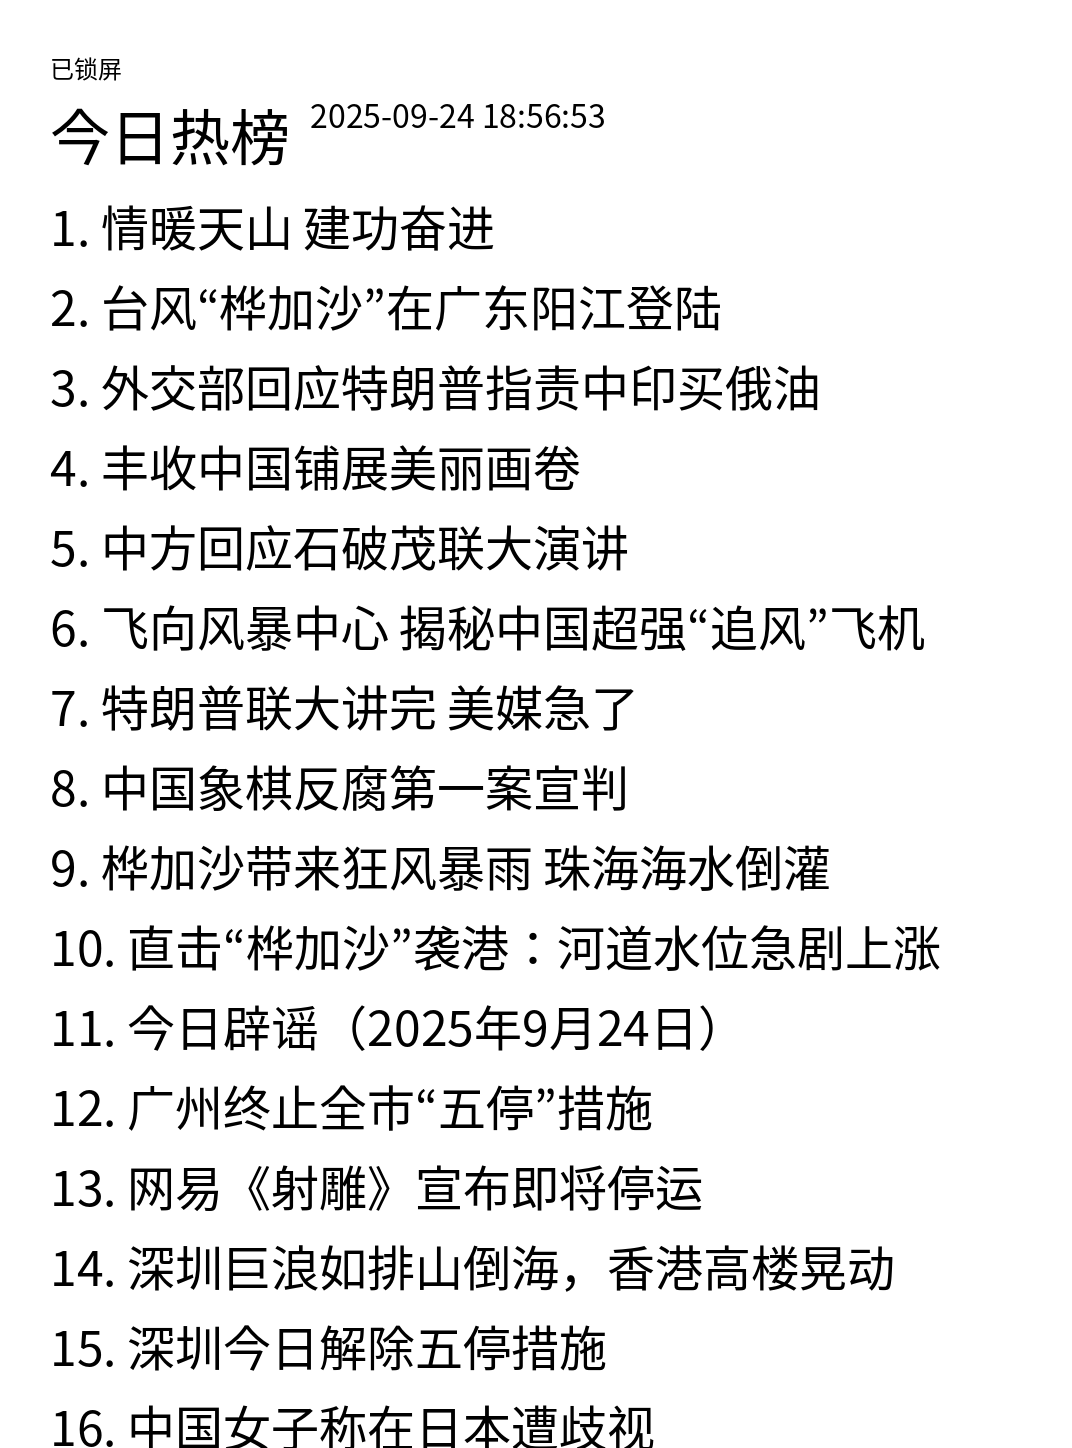 已锁屏
今日热榜 2025-09-24 18:56:53
1. 情暖天山 建功奋进
2. 台风“桦加沙”在广东阳江登陆
3. 外交部回应特朗普指责中印买俄油
4. 丰收中国铺展美丽画卷
5. 中方回应石破茂联大演讲
6. 飞向风暴中心 揭秘中国超强“追风”飞机
7. 特朗普联大讲完 美媒急了
8. 中国象棋反腐第一案宣判
9. 桦加沙带来狂风暴雨 珠海海水倒灌
10. 直击“桦加沙”袭港：河道水位急剧上涨
11. 今日辟谣（2025年9月24日）
12. 广州终止全市“五停”措施
13. 网易《射雕》宣布即将停运
14. 深圳巨浪如排山倒海，香港高楼晃动
15. 深圳今日解除五停措施
16. 中国女子称在日本遭歧视